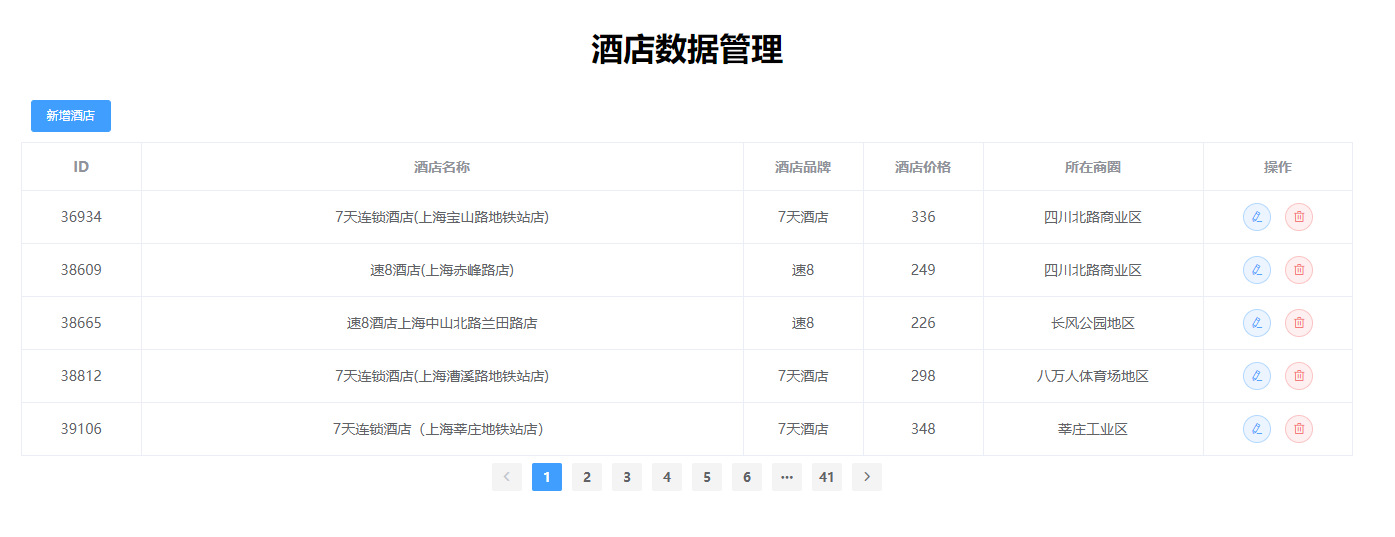 酒店数据管理
新增酒店
ID 酒店名称 酒店品牌 酒店价格 所在商圈 操作
36934 7天连锁酒店(上海宝山路地铁站店) 7天酒店 336 四川北路商业区
38609 速8酒店(上海赤峰路店) 速8 249 四川北路商业区
38665 速8酒店上海中山北路兰田路店 速8 226 长风公园地区
38812 7天连锁酒店(上海漕溪路地铁站店) 7天酒店 298 八万人体育场地区
39106 7天连锁酒店（上海莘庄地铁站店） 7天酒店 348 莘庄工业区
1 2 3 4 5 6 ··· 41